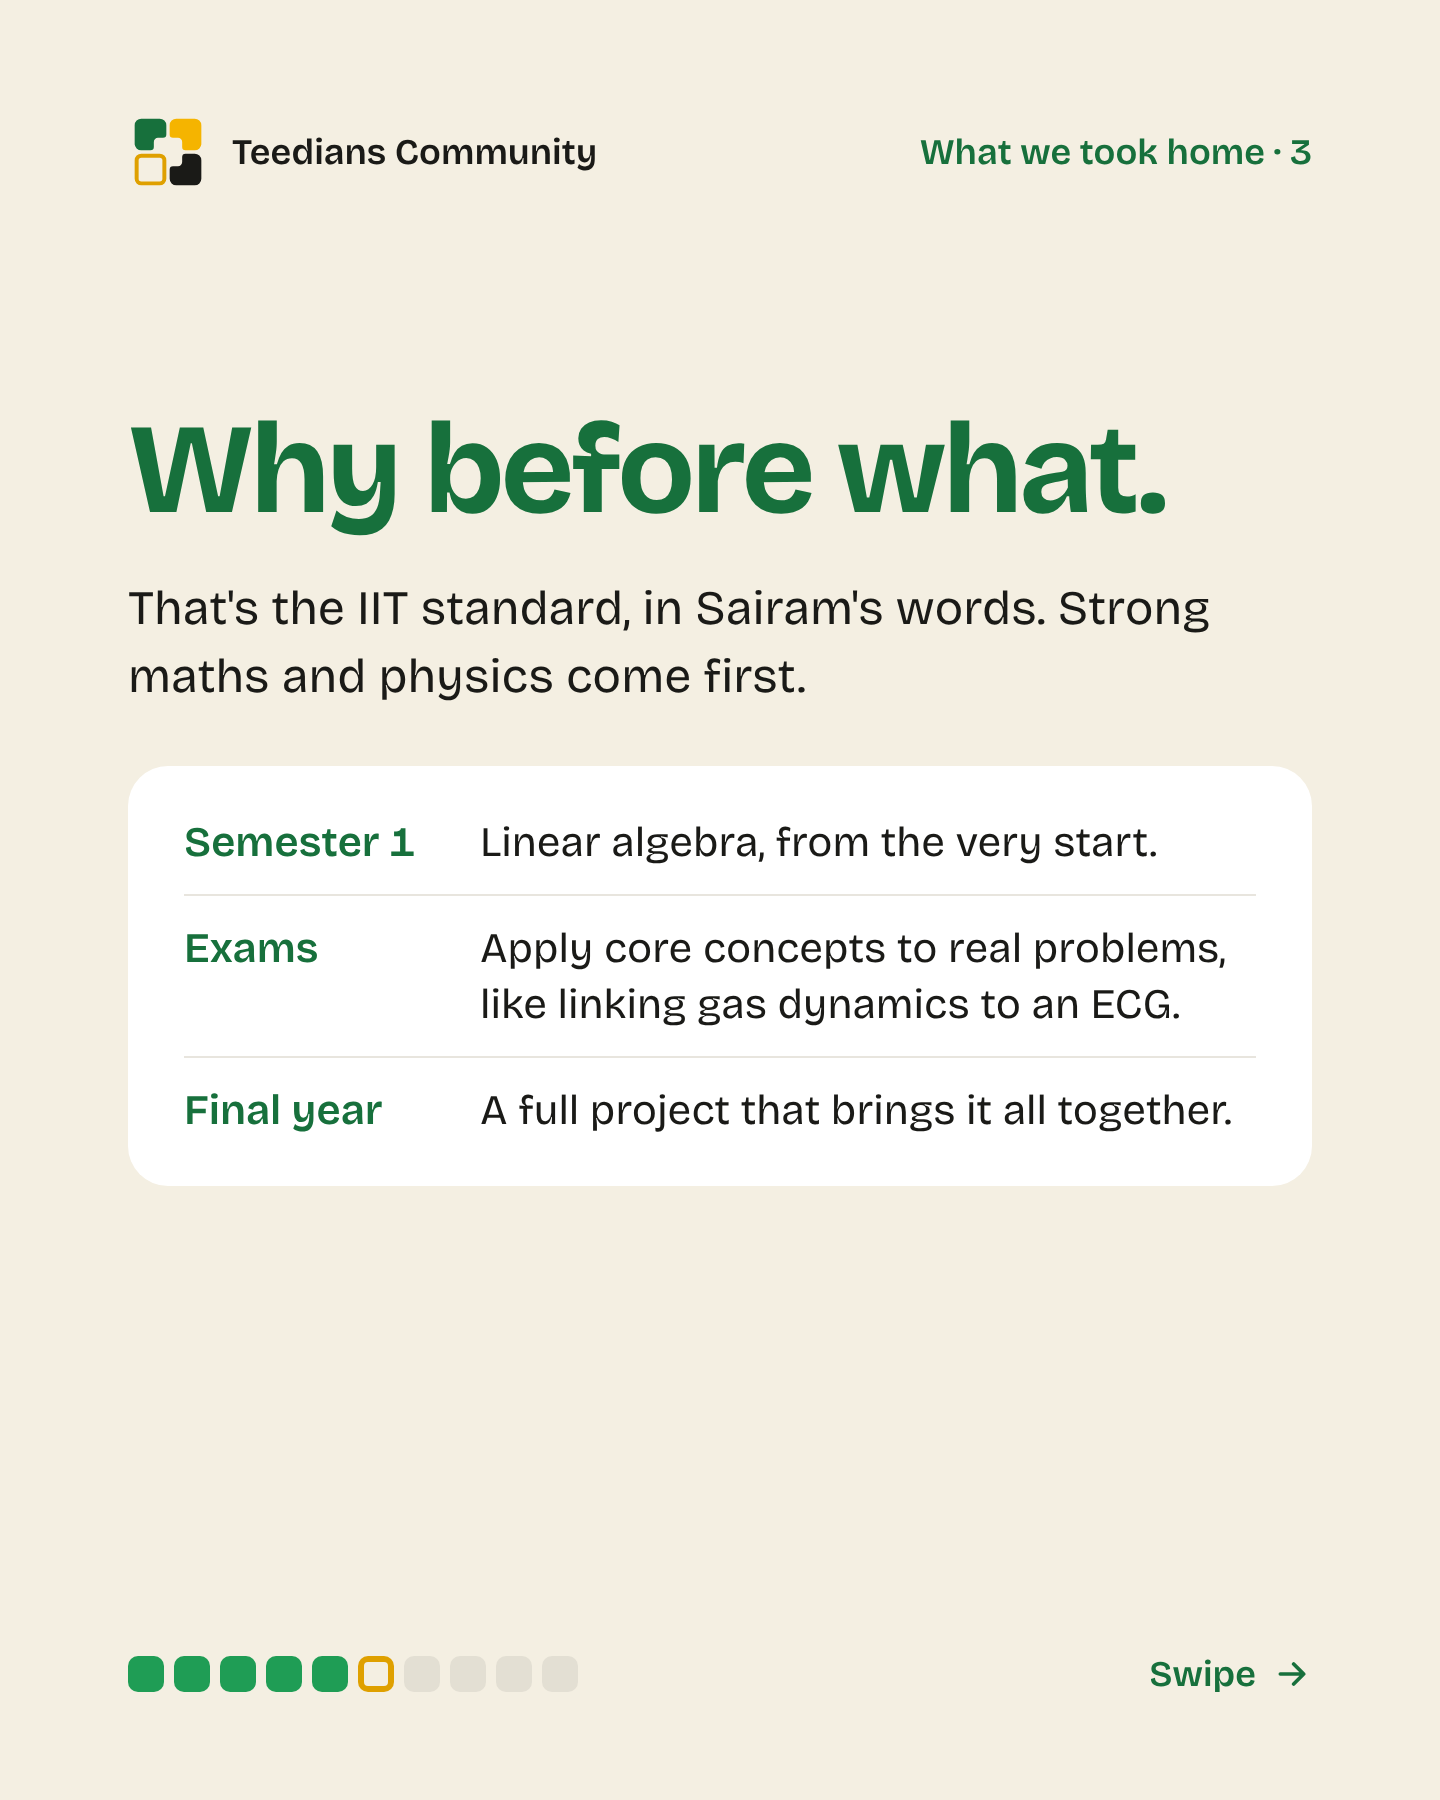 Teedians Community
What we took home · 3
Why before what.
That's the IIT standard, in Sairam's words. Strong
maths and physics come first.
Semester 1 Linear algebra, from the very start.
Exams Apply core concepts to real problems,
like linking gas dynamics to an ECG.
Final year A full project that brings it all together.
Swipe →